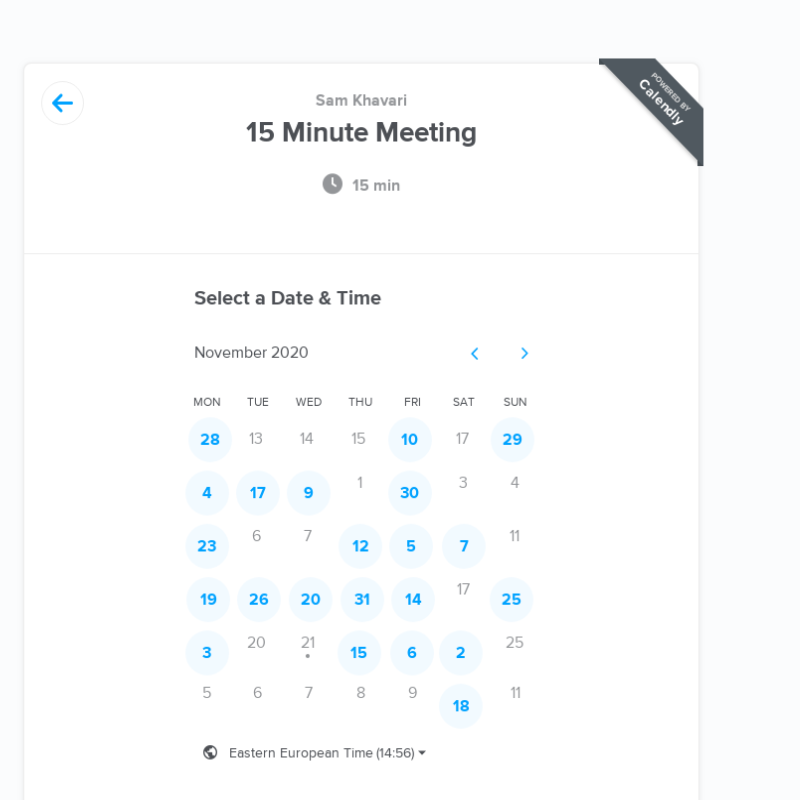 POWERED BY
Calendly
Sam Khavari
15 Minute Meeting
15 min
Select a Date & Time
November 2020
MON TUE WED THU FRI SAT SUN
28 13 14 15 10 17 29
4 17 9 1 30 3 4
23 6 7 12 5 7 11
19 26 20 31 14 17 25
3 20 21 15 6 2 25
5 6 7 8 9 18 11
Eastern European Time (14:56)